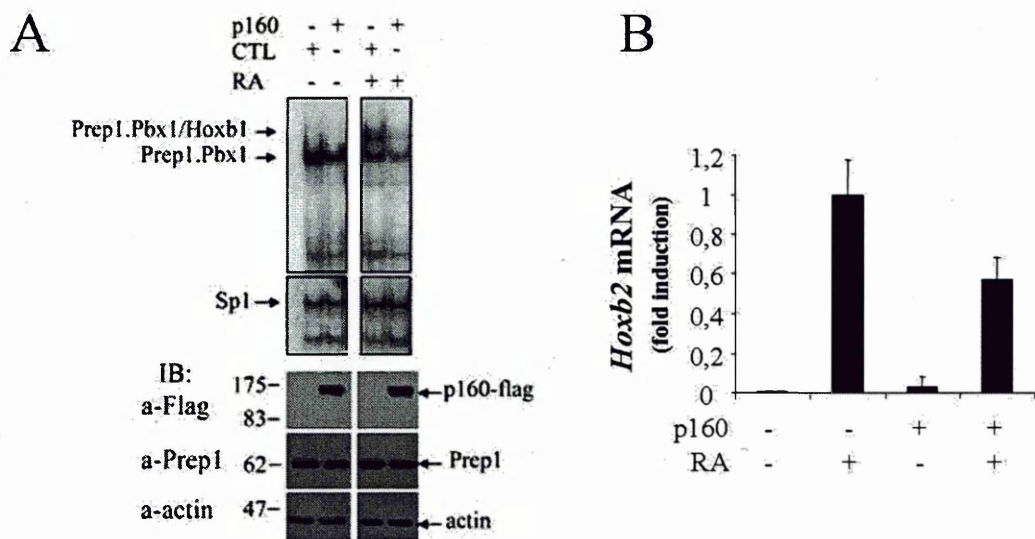 A
p160 - + - +
CTL + - + -
RA - - + +
Prep1.Pbx1/Hoxb1
Prep1.Pbx1
Sp1
IB:
a-Flag
175-
83-
p160-flag
a-Prep1
62-
Prep1
a-actin
47-
actin
B
Hoxb2 mRNA
(fold induction)
1,2
1
0,8
0,6
0,4
0,2
0
p160 - - + +
RA - + - +